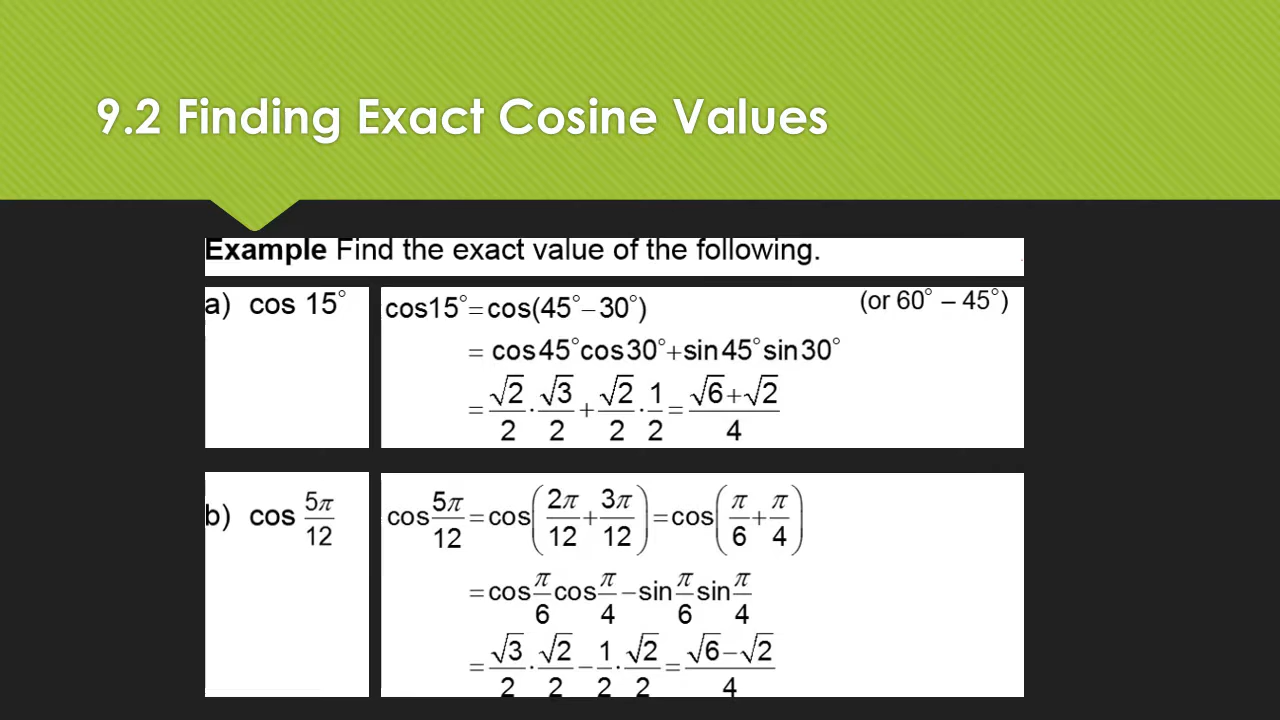 9.2 Finding Exact Cosine Values
Example Find the exact value of the following.
a) cos 15°
cos15°=cos(45°−30°) (or 60° – 45°)
= cos45°cos30°+sin45°sin30°
= √2/2 · √3/2 + √2/2 · 1/2 = (√6+√2)/4
b) cos 5π/12
cos 5π/12 = cos(2π/12 + 3π/12) = cos(π/6 + π/4)
= cos π/6 cos π/4 − sin π/6 sin π/4
= √3/2 · √2/2 − 1/2 · √2/2 = (√6−√2)/4